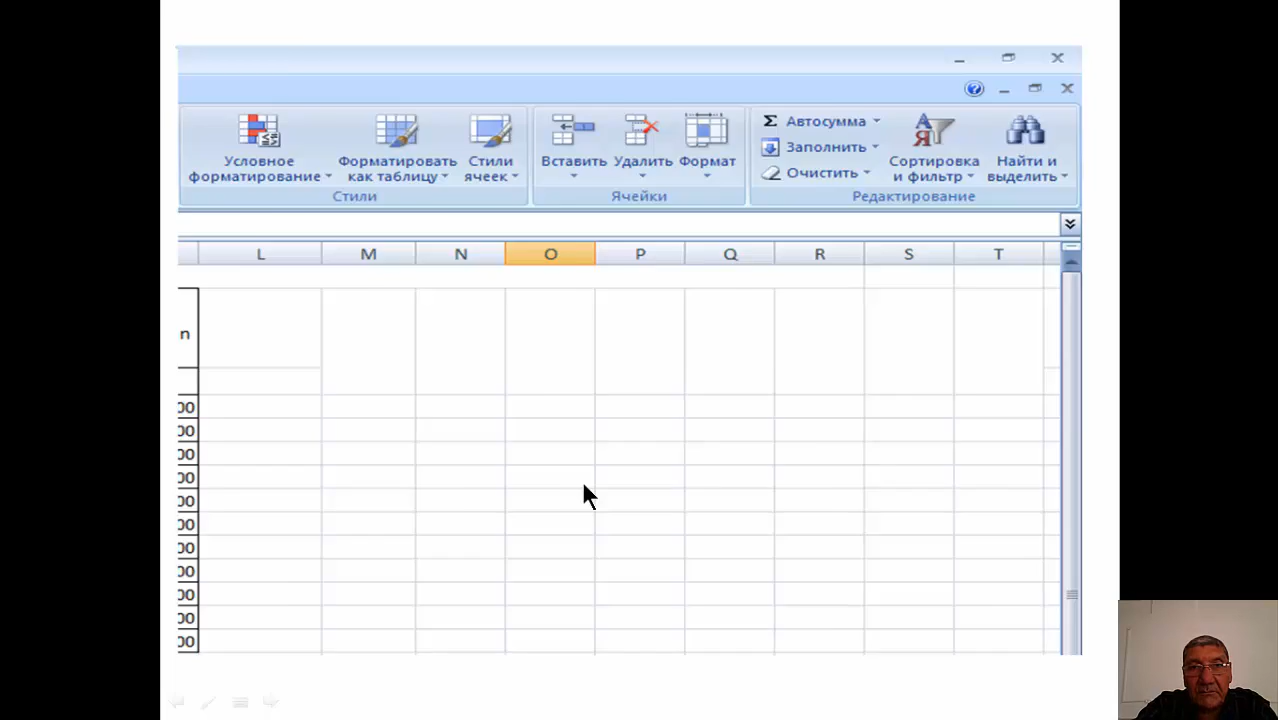 Автосумма
Заполнить
Очистить
Условное форматирование
Форматировать как таблицу
Стили ячеек
Вставить
Удалить
Формат
Сортировка и фильтр
Найти и выделить
Стили
Ячейки
Редактирование
L M N O P Q R S T
n
00
00
00
00
00
00
00
00
00
00
00